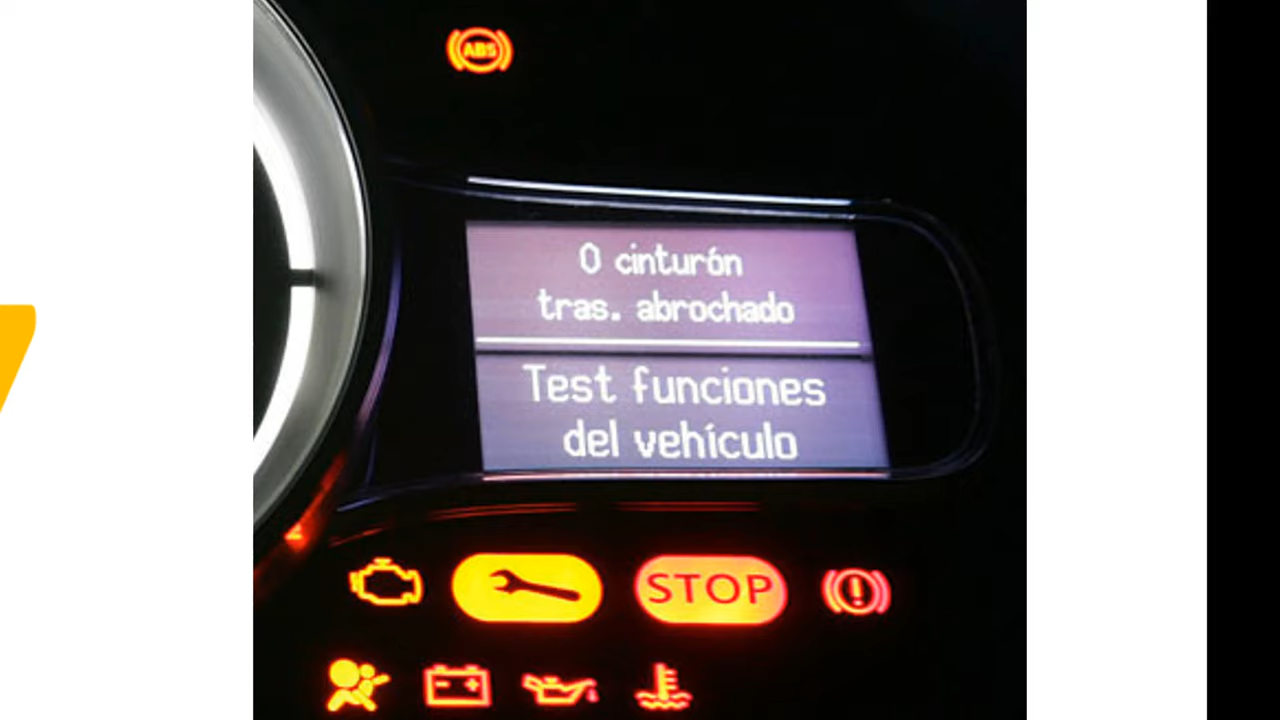 ABS
0 cinturón
tras. abrochado
Test funciones
del vehículo
STOP